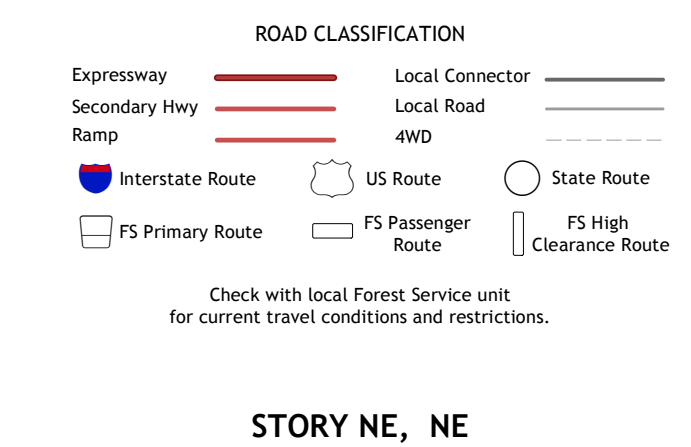 ROAD CLASSIFICATION
Expressway
Local Connector
Secondary Hwy
Local Road
Ramp
4WD
Interstate Route
US Route
State Route
FS Primary Route
FS Passenger
Route
FS High
Clearance Route
Check with local Forest Service unit
for current travel conditions and restrictions.
STORY NE, NE